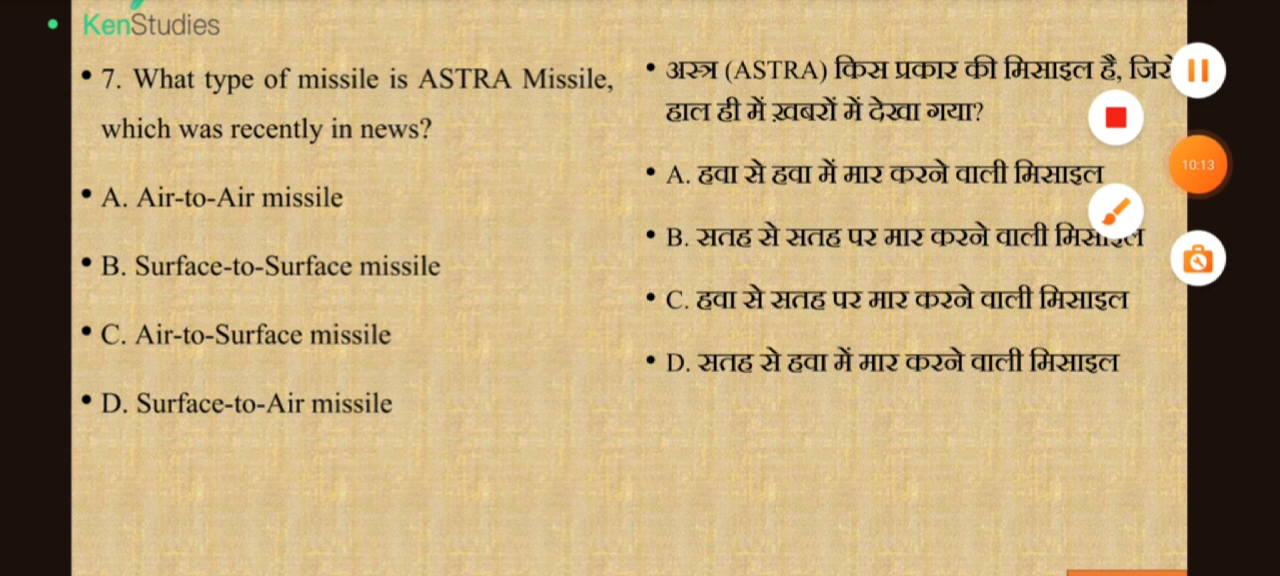 KenStudies
• 7. What type of missile is ASTRA Missile,
which was recently in news?
• A. Air-to-Air missile
• B. Surface-to-Surface missile
• C. Air-to-Surface missile
• D. Surface-to-Air missile
• अस्त्र (ASTRA) किस प्रकार की मिसाइल है,
हाल ही में ख़बरों में देखा गया?
• A. हवा से हवा में मार करने वाली मिसाइल
• B. सतह से सतह पर मार करने वाली मिसाइल
• C. हवा से सतह पर मार करने वाली मिसाइल
• D. सतह से हवा में मार करने वाली मिसाइल
10:13